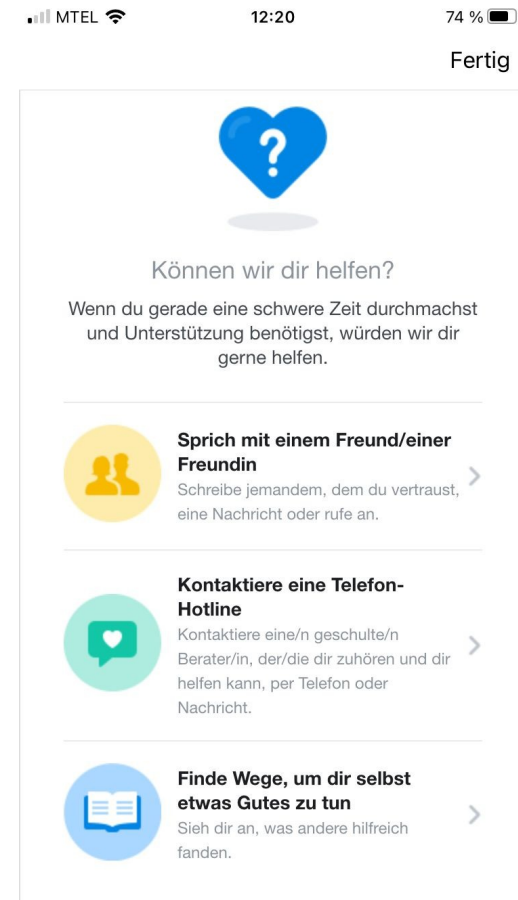 MTEL 12:20 74 %
Fertig
?
Können wir dir helfen?
Wenn du gerade eine schwere Zeit durchmachst
und Unterstützung benötigst, würden wir dir
gerne helfen.
Sprich mit einem Freund/einer
Freundin
Schreibe jemandem, dem du vertraust,
eine Nachricht oder rufe an.
Kontaktiere eine Telefon-
Hotline
Kontaktiere eine/n geschulte/n
Berater/in, der/die dir zuhören und dir
helfen kann, per Telefon oder
Nachricht.
Finde Wege, um dir selbst
etwas Gutes zu tun
Sieh dir an, was andere hilfreich
fanden.